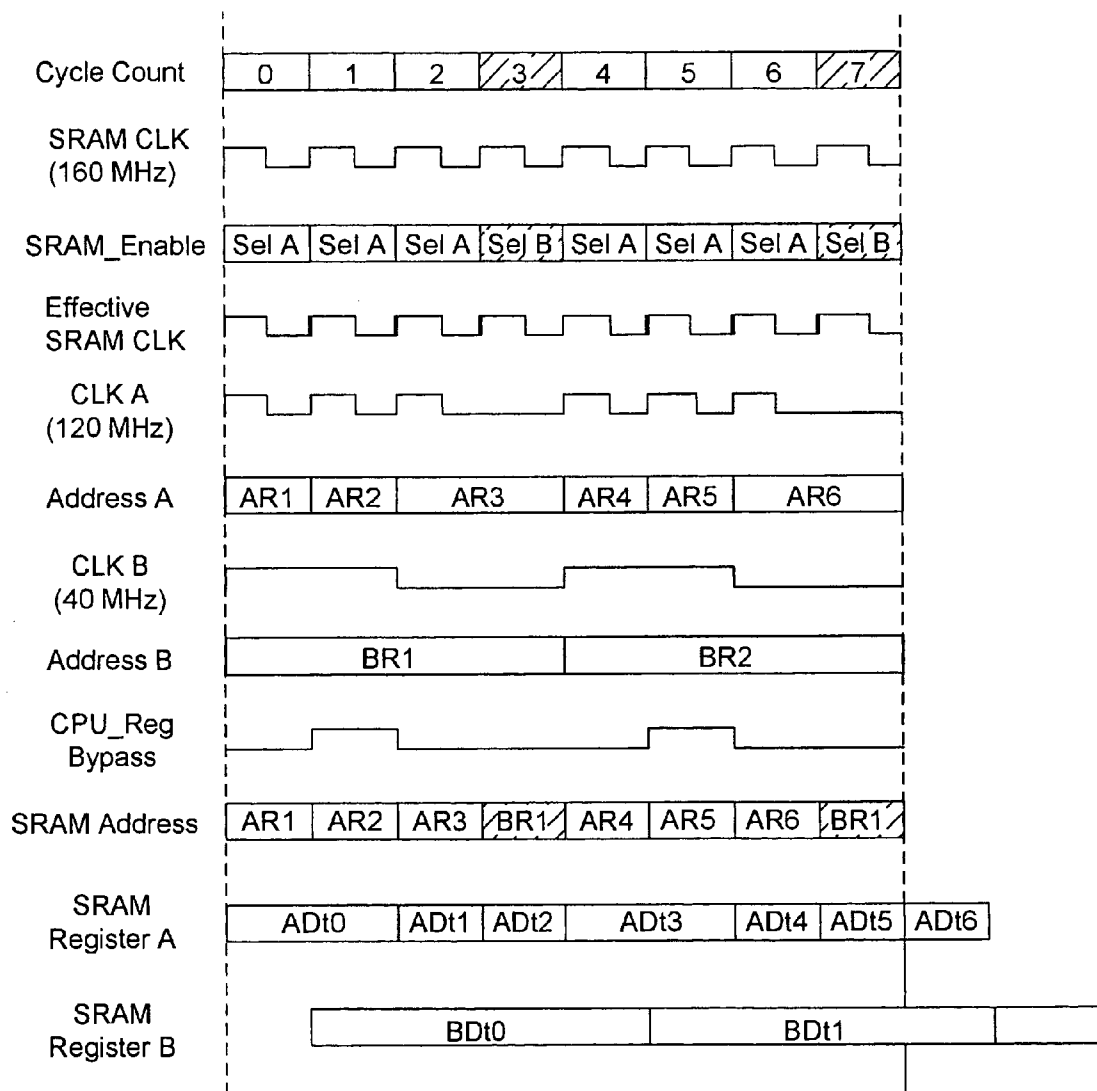 Cycle Count 0 1 2 3 4 5 6 7
SRAM CLK
(160 MHz)
SRAM_Enable Sel A Sel A Sel A Sel B Sel A Sel A Sel A Sel B
Effective
SRAM CLK
CLK A
(120 MHz)
Address A AR1 AR2 AR3 AR4 AR5 AR6
CLK B
(40 MHz)
Address B BR1 BR2
CPU_Reg
Bypass
SRAM Address AR1 AR2 AR3 BR1 AR4 AR5 AR6 BR1
SRAM
Register A
ADt0 ADt1 ADt2 ADt3 ADt4 ADt5 ADt6
SRAM
Register B
BDt0 BDt1